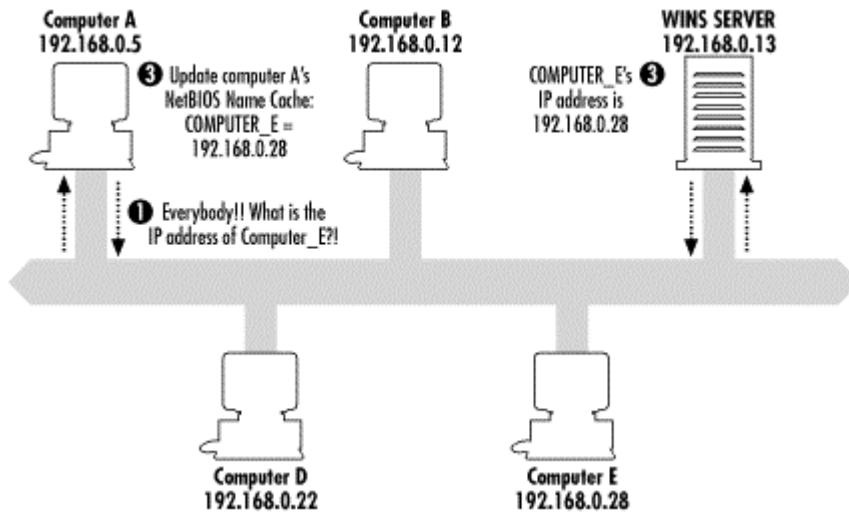 Computer A
192.168.0.5
Computer B
192.168.0.12
WINS SERVER
192.168.0.13
3 Update computer A's
NetBIOS Name Cache:
COMPUTER_E =
192.168.0.28
COMPUTER_E's 3
IP address is
192.168.0.28
1 Everybody!! What is the
IP address of Computer_E?!
Computer D
192.168.0.22
Computer E
192.168.0.28